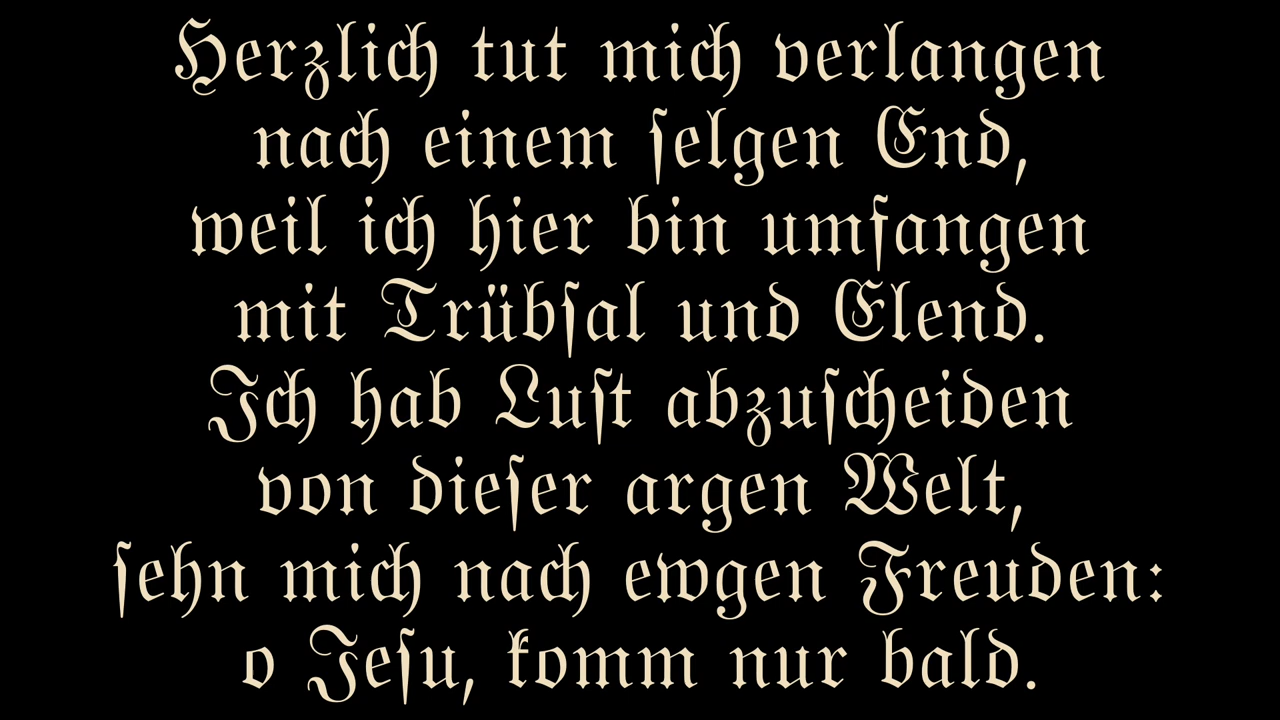 Herzlich tut mich verlangen
nach einem ſelgen End,
weil ich hier bin umfangen
mit Trübſal und Elend.
Ich hab Luſt abzuſcheiden
von dieſer argen Welt,
ſehn mich nach ewgen Freuden:
o Jeſu, komm nur bald.